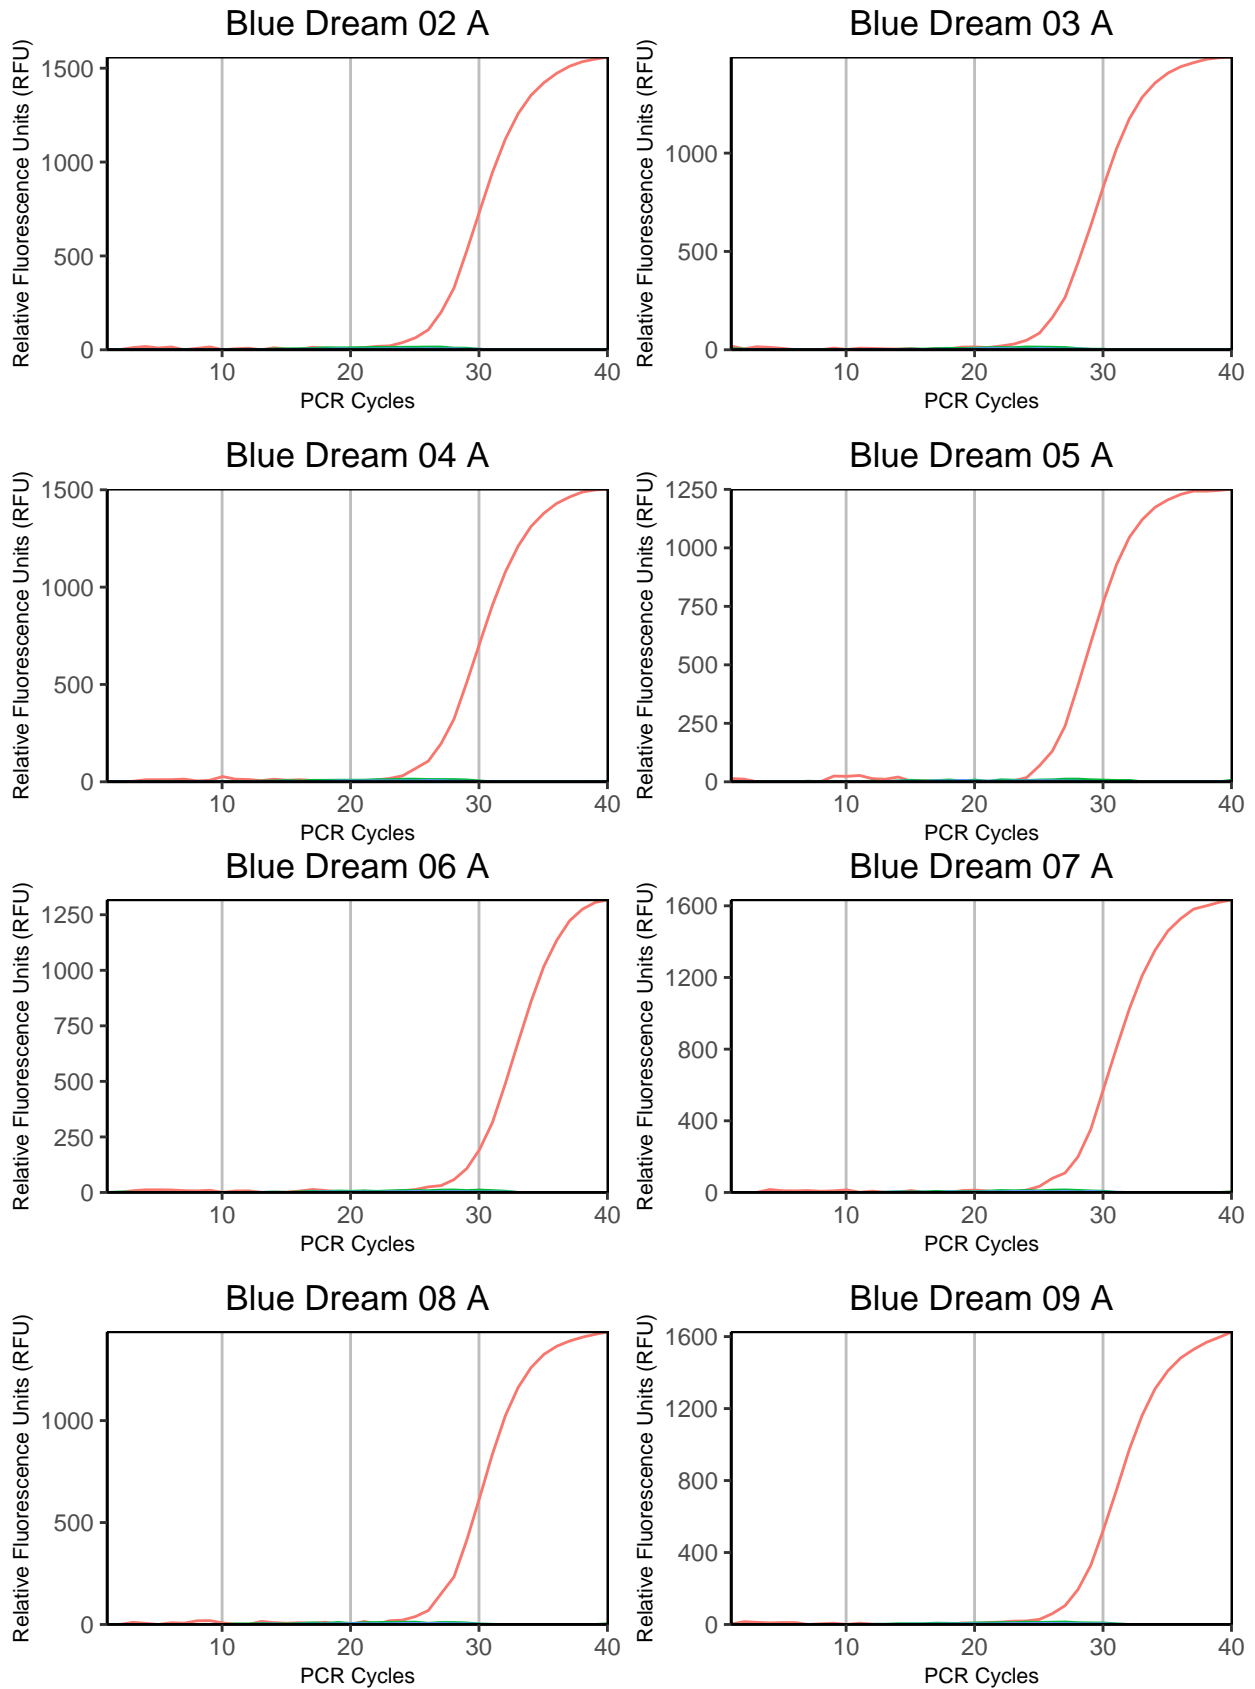 Blue Dream 02 A
Relative Fluorescence Units (RFU)
1500
1000
500
0
10 20 30 40
PCR Cycles
Blue Dream 03 A
Relative Fluorescence Units (RFU)
1000
500
0
10 20 30 40
PCR Cycles
Blue Dream 04 A
Relative Fluorescence Units (RFU)
1500
1000
500
0
10 20 30 40
PCR Cycles
Blue Dream 05 A
Relative Fluorescence Units (RFU)
1250
1000
750
500
250
0
10 20 30 40
PCR Cycles
Blue Dream 06 A
Relative Fluorescence Units (RFU)
1250
1000
750
500
250
0
10 20 30 40
PCR Cycles
Blue Dream 07 A
Relative Fluorescence Units (RFU)
1600
1200
800
400
0
10 20 30 40
PCR Cycles
Blue Dream 08 A
Relative Fluorescence Units (RFU)
1000
500
0
10 20 30 40
PCR Cycles
Blue Dream 09 A
Relative Fluorescence Units (RFU)
1600
1200
800
400
0
10 20 30 40
PCR Cycles